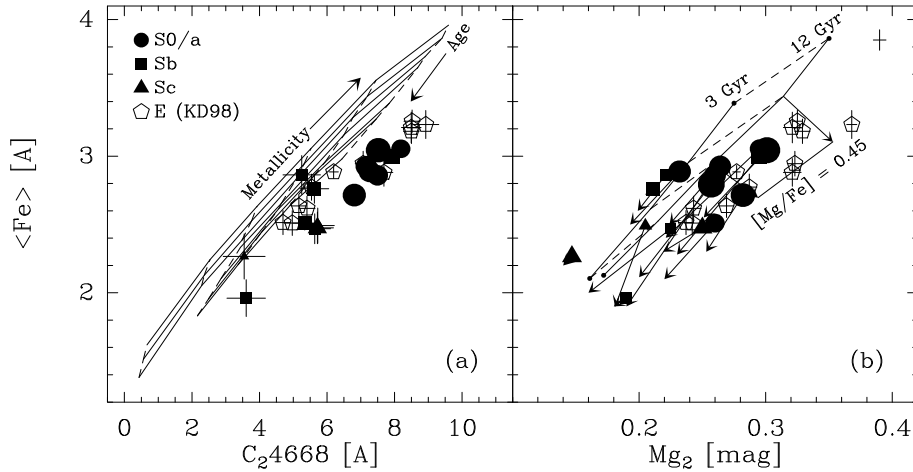 4
3
2
<Fe> [A]
S0/a
Sb
Sc
E (KD98)
Metallicity
Age
(a)
0 2 4 6 8 10
C₂4668 [A]
12 Gyr
3 Gyr
[Mg/Fe] = 0.45
(b)
0.2 0.3 0.4
Mg₂ [mag]